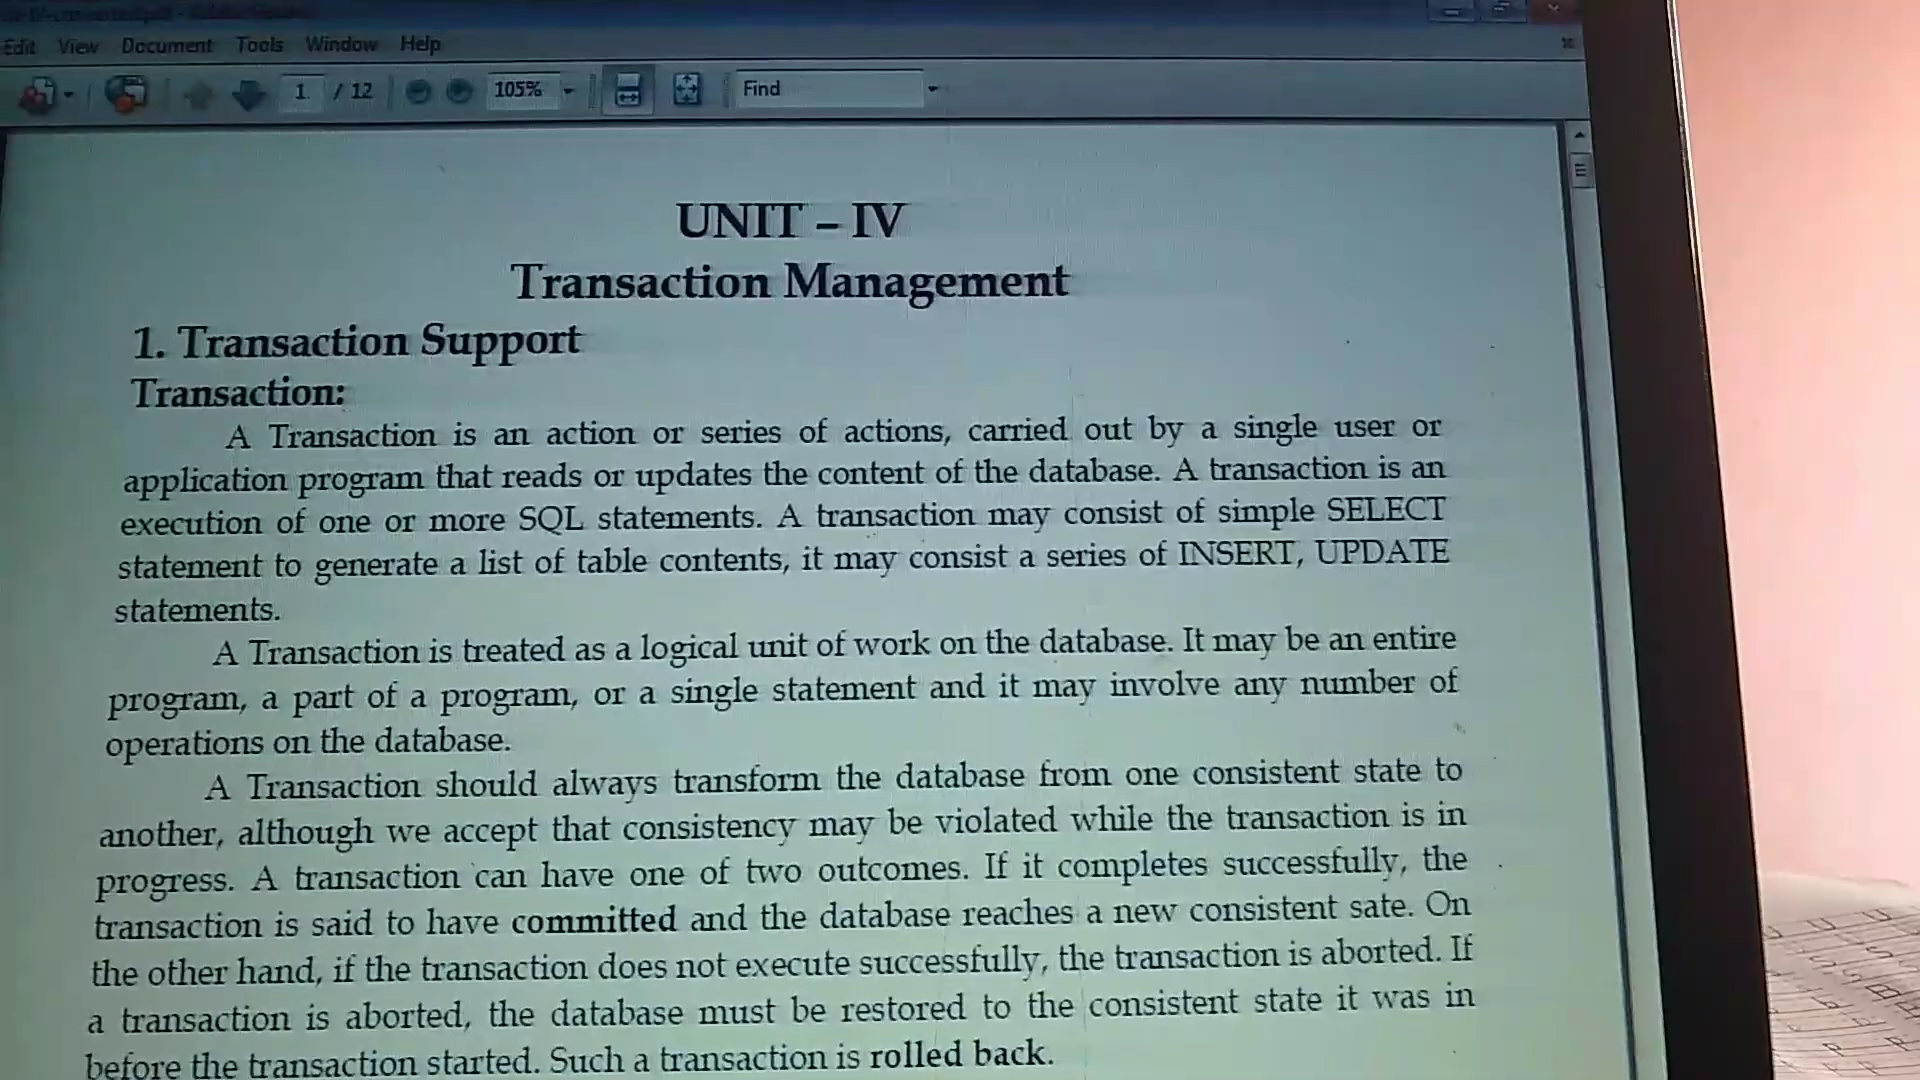 Edit View Document Tools Window Help
1 / 12 105% Find
UNIT – IV
Transaction Management
1. Transaction Support
Transaction:
A Transaction is an action or series of actions, carried out by a single user or
application program that reads or updates the content of the database. A transaction is an
execution of one or more SQL statements. A transaction may consist of simple SELECT
statement to generate a list of table contents, it may consist a series of INSERT, UPDATE
statements.
A Transaction is treated as a logical unit of work on the database. It may be an entire
program, a part of a program, or a single statement and it may involve any number of
operations on the database.
A Transaction should always transform the database from one consistent state to
another, although we accept that consistency may be violated while the transaction is in
progress. A transaction can have one of two outcomes. If it completes successfully, the
transaction is said to have committed and the database reaches a new consistent sate. On
the other hand, if the transaction does not execute successfully, the transaction is aborted. If
a transaction is aborted, the database must be restored to the consistent state it was in
before the transaction started. Such a transaction is rolled back.